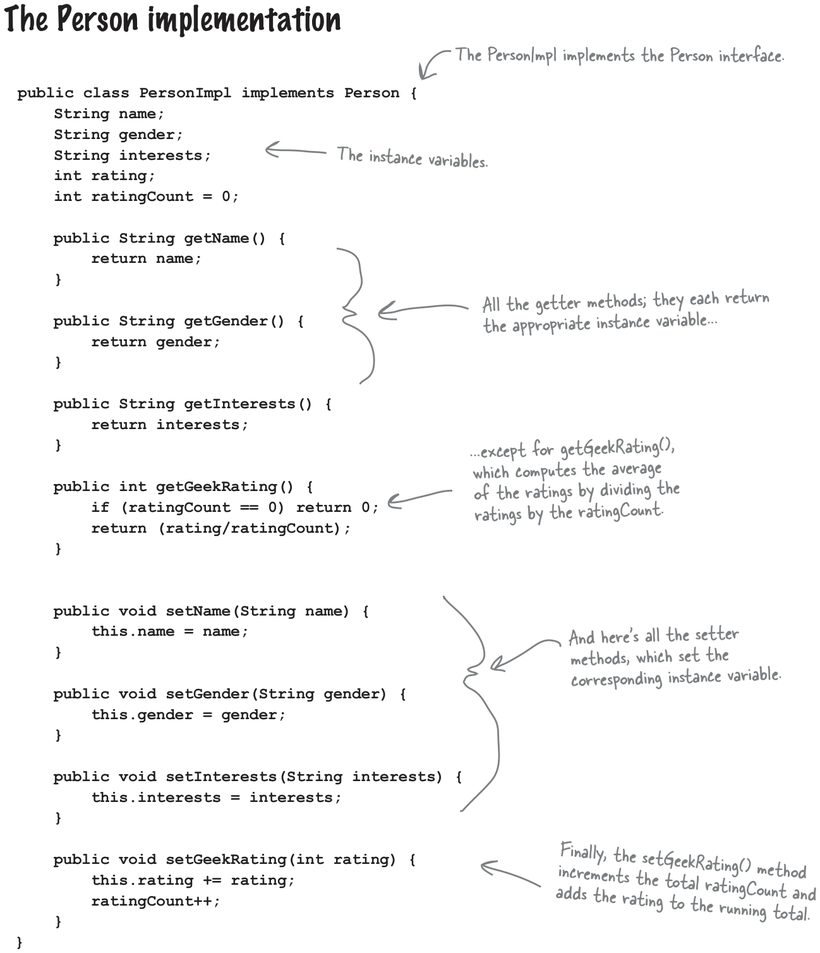 The Person implementation
The PersonImpl implements the Person interface.
public class PersonImpl implements Person {
String name;
String gender;
String interests;
The instance variables.
int rating;
int ratingCount = 0;
public String getName() {
return name;
}
All the getter methods; they each return
the appropriate instance variable...
public String getGender() {
return gender;
}
public String getInterests() {
return interests;
}
...except for getGeekRating(),
which computes the average
of the ratings by dividing the
ratings by the ratingCount.
public int getGeekRating() {
if (ratingCount == 0) return 0;
return (rating/ratingCount);
}
public void setName(String name) {
this.name = name;
}
And here's all the setter
methods, which set the
corresponding instance variable.
public void setGender(String gender) {
this.gender = gender;
}
public void setInterests(String interests) {
this.interests = interests;
}
public void setGeekRating(int rating) {
this.rating += rating;
ratingCount++;
}
Finally, the setGeekRating() method
increments the total ratingCount and
adds the rating to the running total.
}